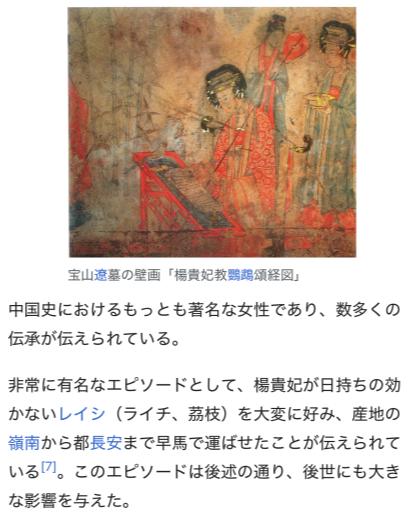 宝山遼墓の壁画「楊貴妃教鸚鵡頌経図」
中国史におけるもっとも著名な女性であり、数多くの
伝承が伝えられている。
非常に有名なエピソードとして、楊貴妃が日持ちの効
かないレイシ（ライチ、荔枝）を大変に好み、産地の
嶺南から都長安まで早馬で運ばせたことが伝えられて
いる[7]。このエピソードは後述の通り、後世にも大き
な影響を与えた。